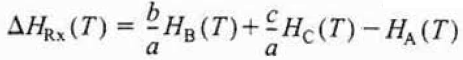 ΔH_Rx(T) = b/a H_B(T) + c/a H_C(T) − H_A(T)